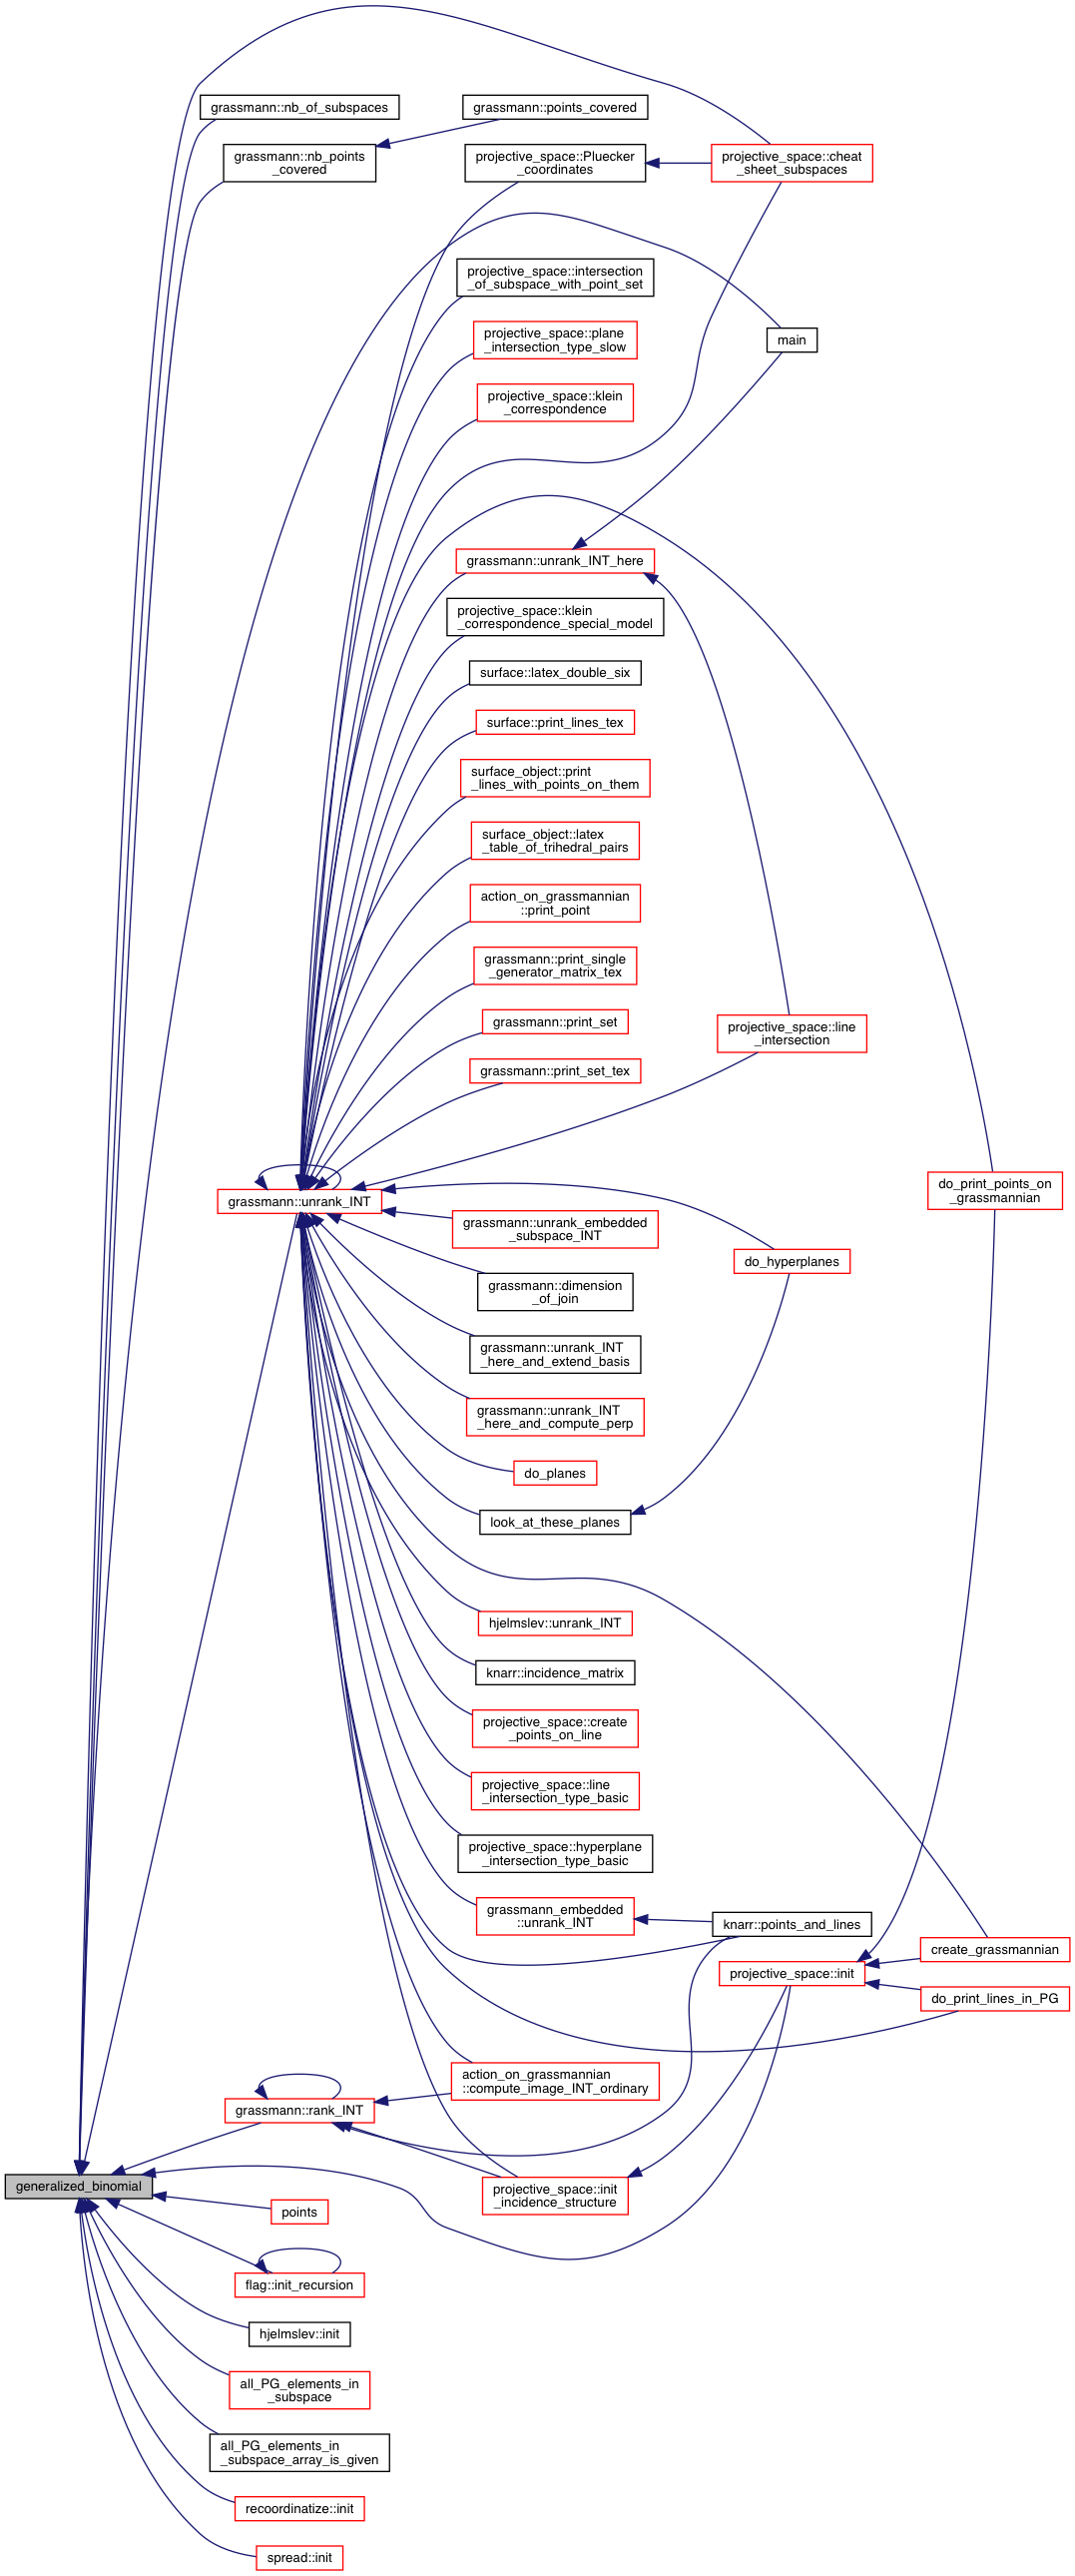 grassmann::nb_of_subspaces
grassmann::points_covered
grassmann::nb_points
_covered
projective_space::Pluecker
_coordinates
projective_space::cheat
_sheet_subspaces
projective_space::intersection
_of_subspace_with_point_set
projective_space::plane
_intersection_type_slow
main
projective_space::klein
_correspondence
grassmann::unrank_INT_here
projective_space::klein
_correspondence_special_model
surface::latex_double_six
surface::print_lines_tex
surface_object::print
_lines_with_points_on_them
surface_object::latex
_table_of_trihedral_pairs
action_on_grassmannian
::print_point
grassmann::print_single
_generator_matrix_tex
grassmann::print_set
projective_space::line
_intersection
grassmann::print_set_tex
grassmann::unrank_INT
do_print_points_on
_grassmannian
grassmann::unrank_embedded
_subspace_INT
do_hyperplanes
grassmann::dimension
_of_join
grassmann::unrank_INT
_here_and_extend_basis
grassmann::unrank_INT
_here_and_compute_perp
do_planes
look_at_these_planes
hjelmslev::unrank_INT
knarr::incidence_matrix
projective_space::create
_points_on_line
projective_space::line
_intersection_type_basic
projective_space::hyperplane
_intersection_type_basic
grassmann_embedded
::unrank_INT
knarr::points_and_lines
create_grassmannian
projective_space::init
do_print_lines_in_PG
action_on_grassmannian
::compute_image_INT_ordinary
grassmann::rank_INT
generalized_binomial
projective_space::init
_incidence_structure
points
flag::init_recursion
hjelmslev::init
all_PG_elements_in
_subspace
all_PG_elements_in
_subspace_array_is_given
recoordinatize::init
spread::init